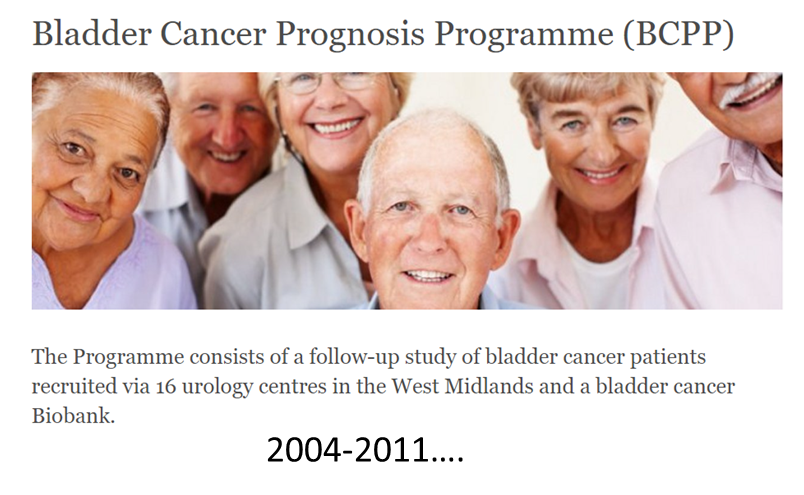 Bladder Cancer Prognosis Programme (BCPP)
The Programme consists of a follow-up study of bladder cancer patients
recruited via 16 urology centres in the West Midlands and a bladder cancer
Biobank.
2004-2011....